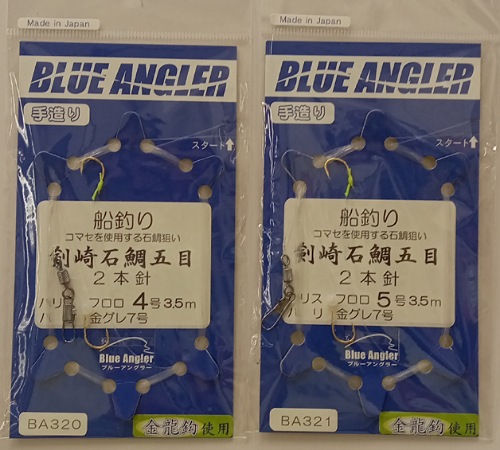 Made in Japan
BLUE ANGLER
手造り
スタート
船釣り
コマセを使用する石鯛狙い
剣崎石鯛五目
2本針
ハリ フロロ 4号 3.5m
ハ 金グレ7号
Blue Angler
ブルーアングラー
BA320
金龍鈎使用
Made in Japan
BLUE ANGLER
手造り
スタート
船釣り
コマセを使用する石鯛狙い
剣崎石鯛五目
2本針
ハリス フロロ 5号 3.5m
ハリ 金グレ7号
Blue Angler
ブルーアングラー
BA321
金龍鈎使用